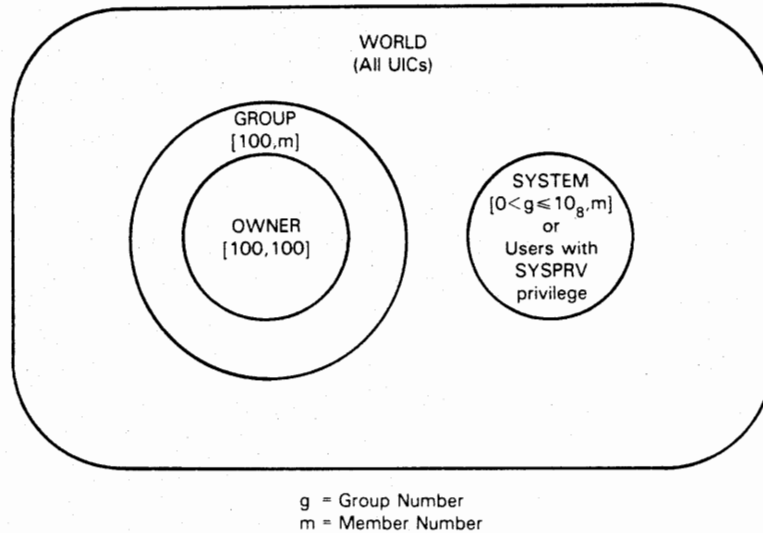 WORLD
(All UICs)
GROUP
[100,m]
OWNER
[100,100]
SYSTEM
[0<g≤10₈,m]
or
Users with
SYSPRV
privilege
g = Group Number
m = Member Number